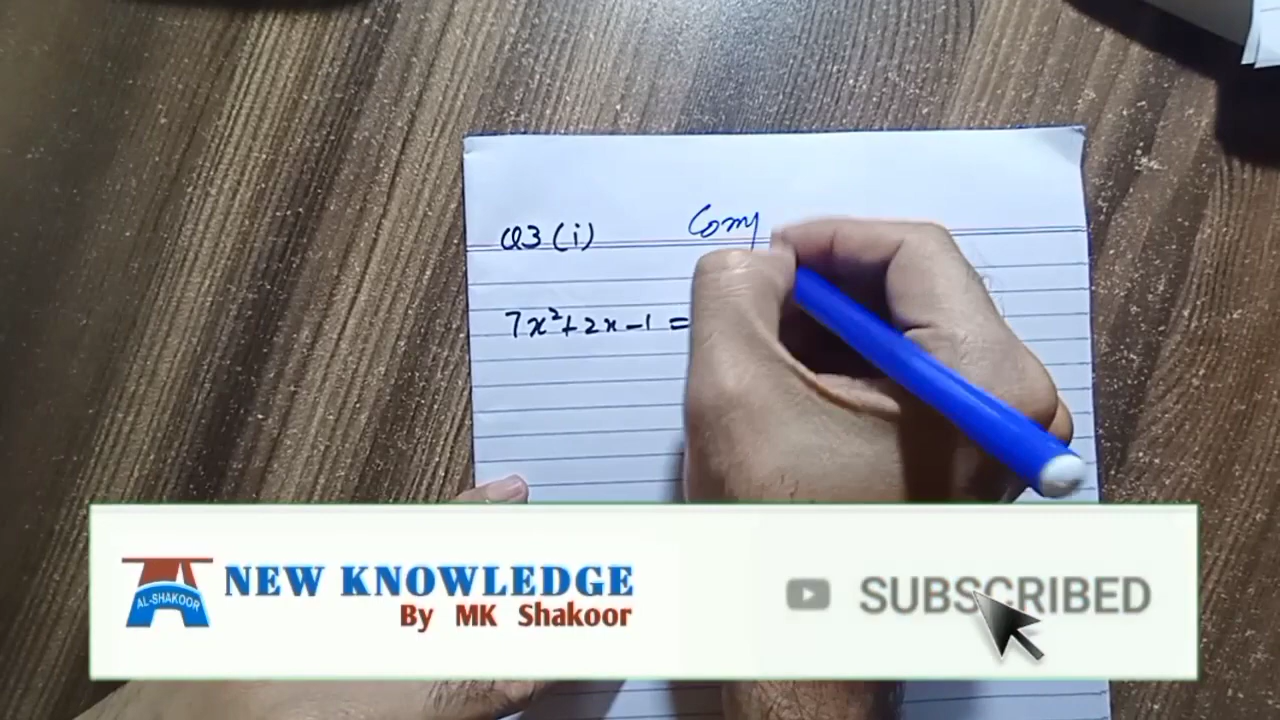 Q3 (i)
Com
7x²+2x-1 =
AL-SHAKOOR
NEW KNOWLEDGE
By MK Shakoor
SUBSCRIBED